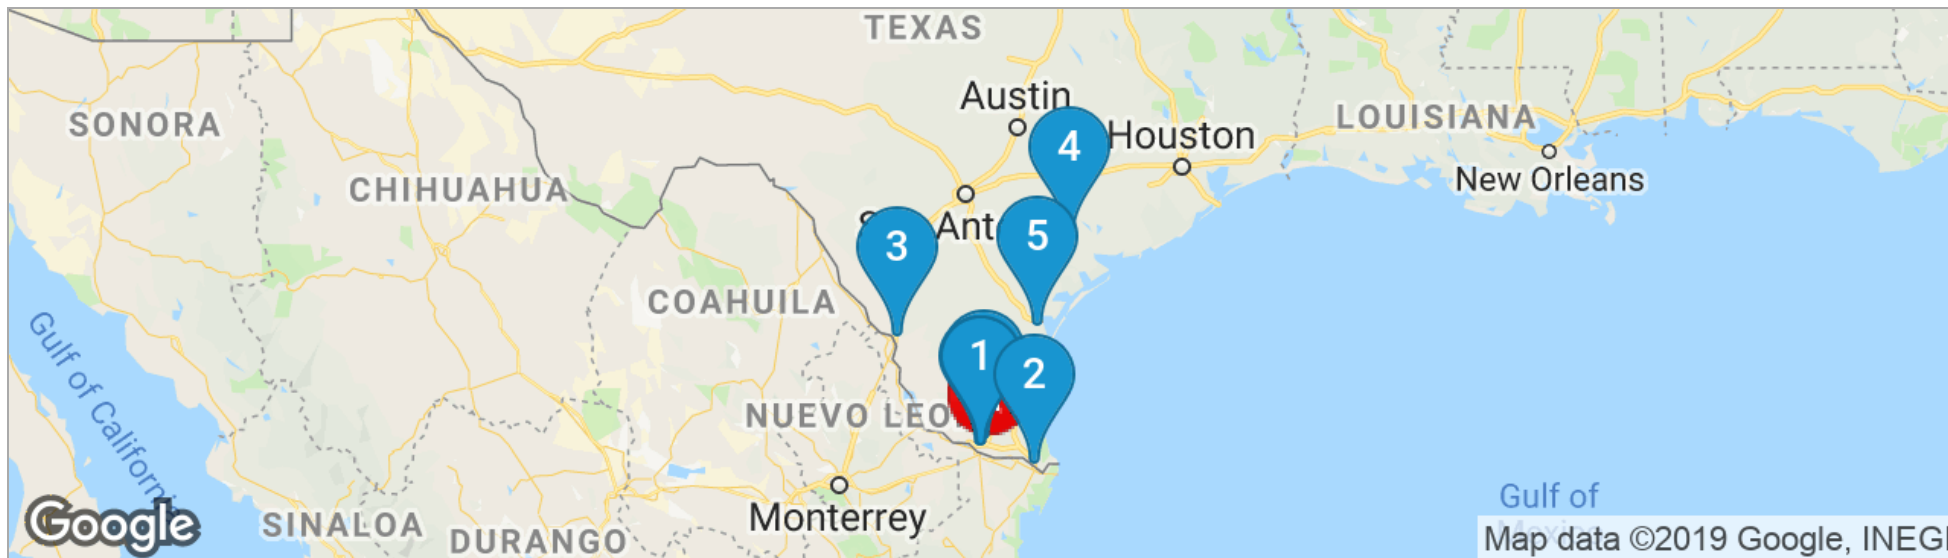 TEXAS
Austin
SONORA
4
Houston
LOUISIANA
CHIHUAHUA
New Orleans
3
Ant
5
COAHUILA
Gulf of California
1
2
NUEVO LEO
Monterrey
Gulf of
Google
SINALOA
DURANGO
Map data ©2019 Google, INEGI